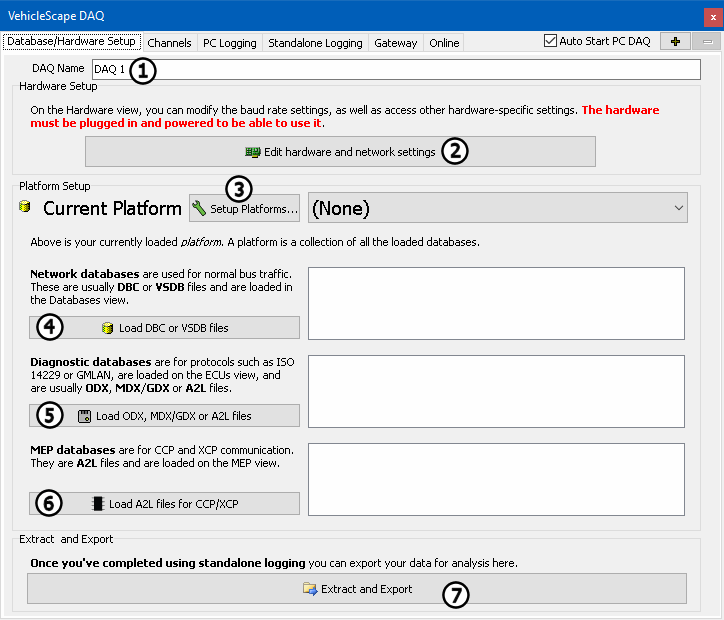 VehicleScape DAQ
x
Database/Hardware Setup Channels PC Logging Standalone Logging Gateway Online Auto Start PC DAQ + −
DAQ Name DAQ 1 1
Hardware Setup
On the Hardware view, you can modify the baud rate settings, as well as access other hardware-specific settings. The hardware
must be plugged in and powered to be able to use it.
Edit hardware and network settings 2
Platform Setup
3
Current Platform Setup Platforms... (None)
Above is your currently loaded platform. A platform is a collection of all the loaded databases.
Network databases are used for normal bus traffic.
These are usually DBC or VSDB files and are loaded in
the Databases view.
4 Load DBC or VSDB files
Diagnostic databases are for protocols such as ISO
14229 or GMLAN, are loaded on the ECUs view, and
are usually ODX, MDX/GDX or A2L files.
5 Load ODX, MDX/GDX or A2L files
MEP databases are for CCP and XCP communication.
They are A2L files and are loaded on the MEP view.
6 Load A2L files for CCP/XCP
Extract and Export
Once you've completed using standalone logging you can export your data for analysis here.
Extract and Export 7